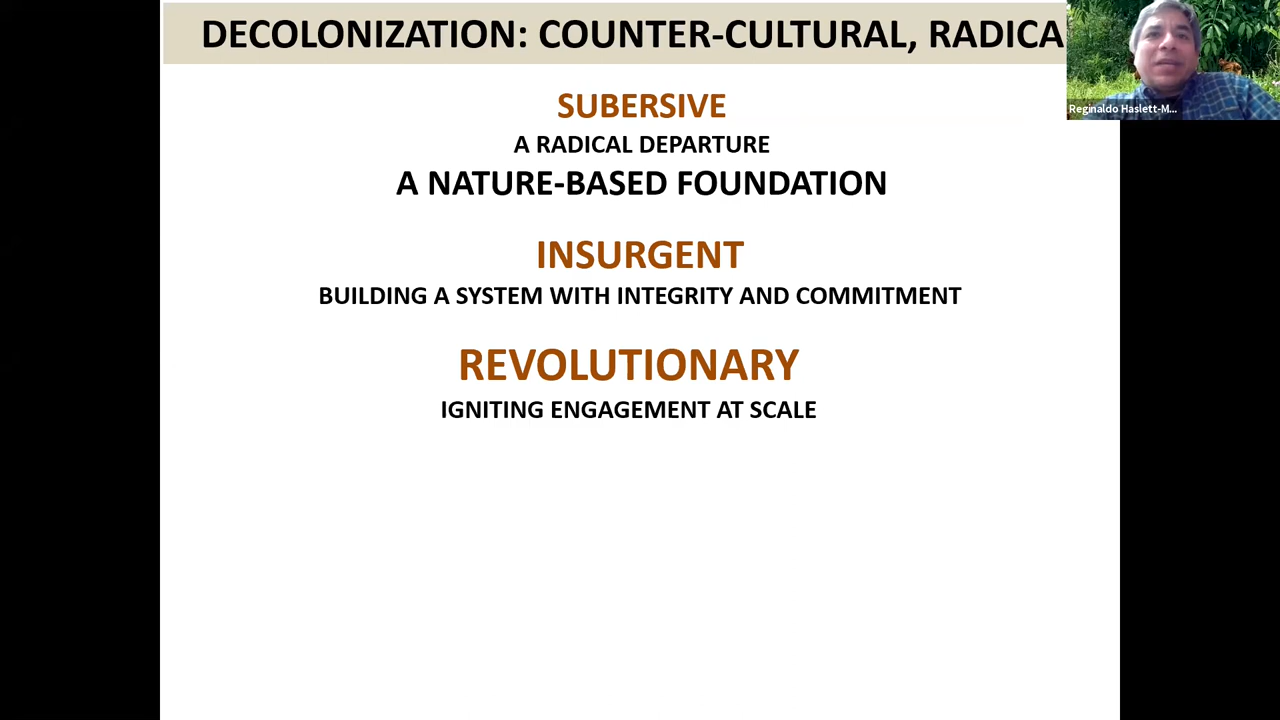 DECOLONIZATION: COUNTER-CULTURAL, RADICA
Reginaldo Haslett-M...
SUBERSIVE
A RADICAL DEPARTURE
A NATURE-BASED FOUNDATION
INSURGENT
BUILDING A SYSTEM WITH INTEGRITY AND COMMITMENT
REVOLUTIONARY
IGNITING ENGAGEMENT AT SCALE